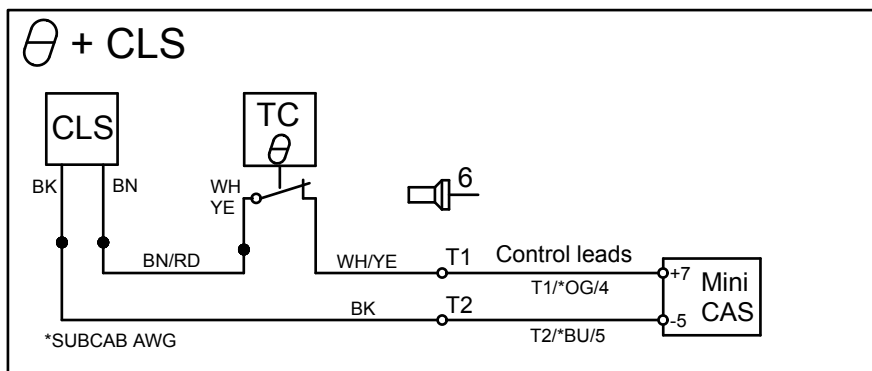 θ + CLS
CLS
TC
θ
BK
BN
WH
YE
6
BN/RD
WH/YE
T1
Control leads
+7
Mini
CAS
T1/*OG/4
BK
T2
-5
*SUBCAB AWG
T2/*BU/5